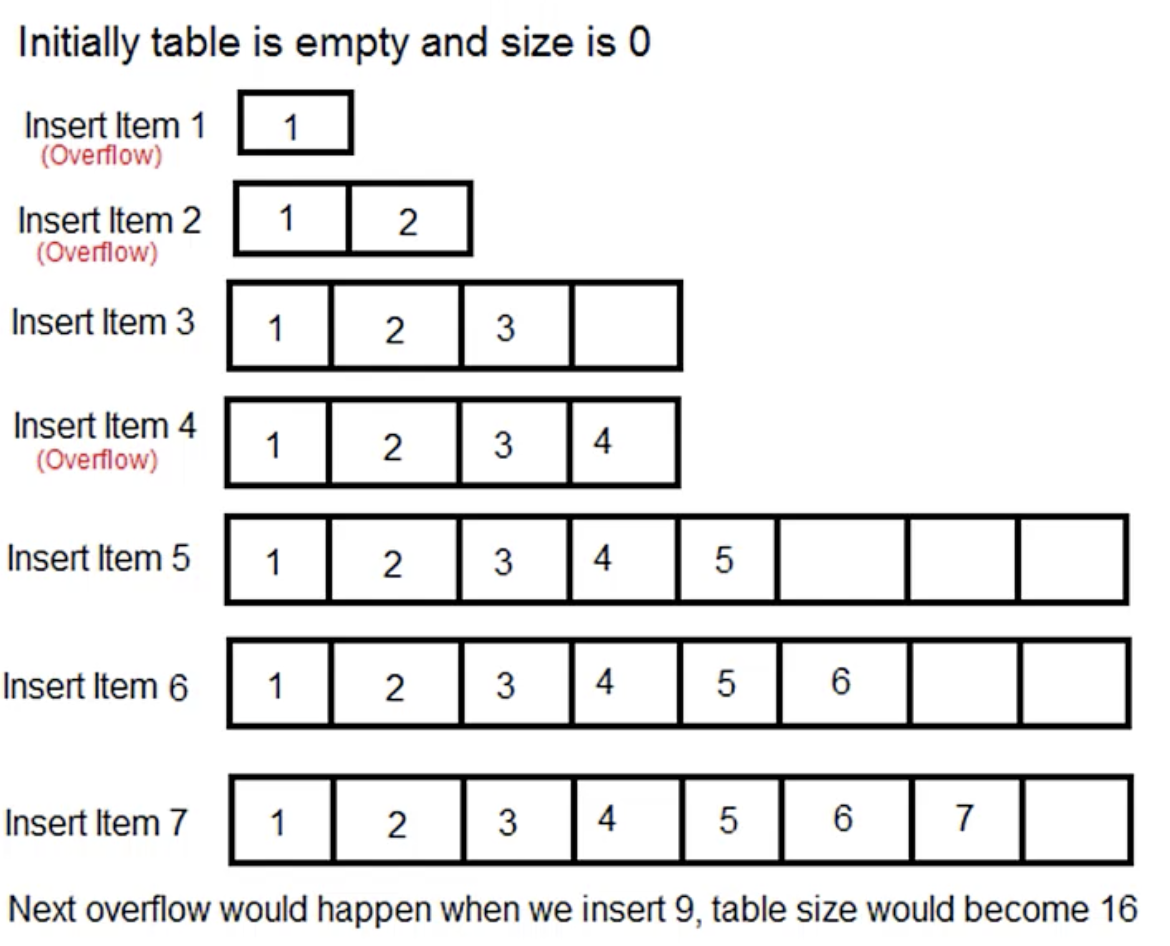 Initially table is empty and size is 0
Insert Item 1
(Overflow)
1
Insert Item 2
(Overflow)
1 2
Insert Item 3
1 2 3
Insert Item 4
(Overflow)
1 2 3 4
Insert Item 5
1 2 3 4 5
Insert Item 6
1 2 3 4 5 6
Insert Item 7
1 2 3 4 5 6 7
Next overflow would happen when we insert 9, table size would become 16